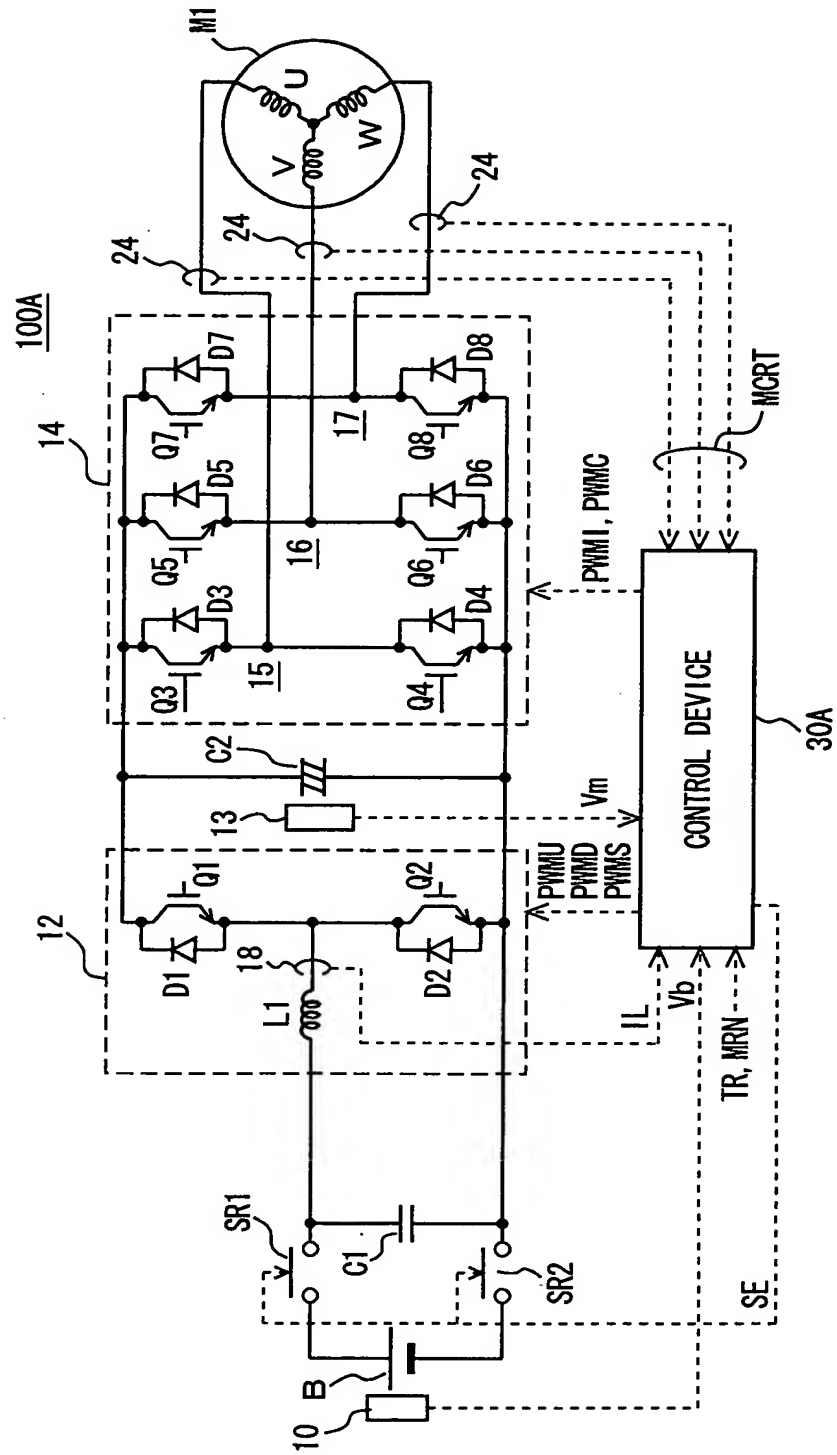 100A
M1
U
V
W
24
24
24
14
D7
D5
D3
Q7
Q5
Q3
17
16
15
D8
D6
D4
Q8
Q6
Q4
C2
13
12
Q1
D1
18
L1
Q2
D2
SR1
C1
SR2
B
10
MCRT
PWMI, PWMC
Vm
PWMU
PWMD
PWMS
IL
Vb
TR, MRN
SE
CONTROL DEVICE
30A